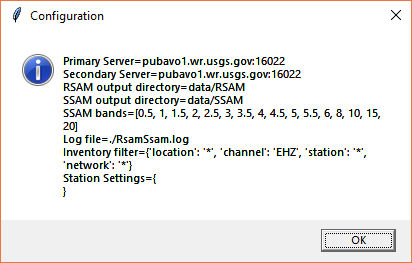 Configuration
Primary Server=pubavo1.wr.usgs.gov:16022
Secondary Server=pubavo1.wr.usgs.gov:16022
RSAM output directory=data/RSAM
SSAM output directory=data/SSAM
SSAM bands=[0.5, 1, 1.5, 2, 2.5, 3, 3.5, 4, 4.5, 5, 5.5, 6, 8, 10, 15,
20]
Log file=./RsamSsam.log
Inventory filter={'location': '*', 'channel': 'EHZ', 'station': '*',
'network': '*'}
Station Settings={
}
OK